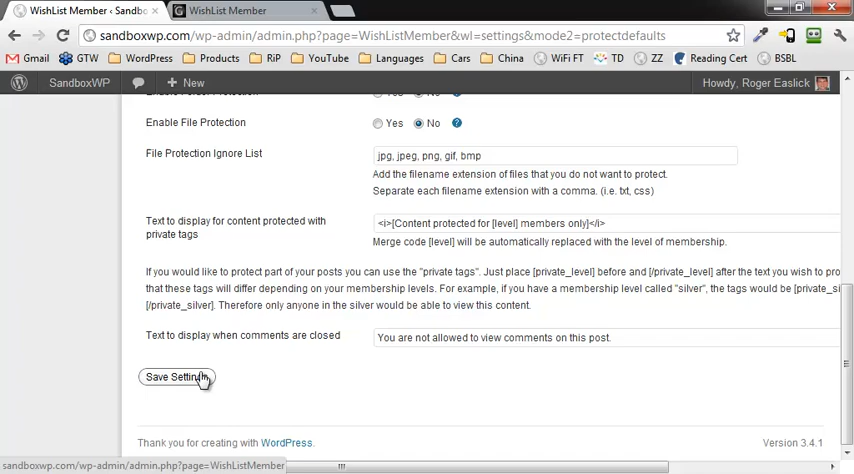 WishList Member ‹ Sandbo
WishList Member
sandboxwp.com/wp-admin/admin.php?page=WishListMember&wl=settings&mode2=protectdefaults
Gmail GTW WordPress Products RiP YouTube Languages Cars China WiFi FT TD ZZ Reading Cert BSBL
SandboxWP + New Howdy, Roger Easlick
Yes No
Enable File Protection Yes No
File Protection Ignore List jpg, jpeg, png, gif, bmp
Add the filename extension of files that you do not want to protect.
Separate each filename extension with a comma. (i.e. txt, css)
Text to display for content protected with
private tags
<i>[Content protected for [level] members only]</i>
Merge code [level] will be automatically replaced with the level of membership.
If you would like to protect part of your posts you can use the "private tags". Just place [private_level] before and [/private_level] after the text you wish to pro
that these tags will differ depending on your membership levels. For example, if you have a membership level called "silver", the tags would be [private_si
[/private_silver]. Therefore only anyone in the silver would be able to view this content.
Text to display when comments are closed You are not allowed to view comments on this post.
Save Settings
Thank you for creating with WordPress. Version 3.4.1
sandboxwp.com/wp-admin/admin.php?page=WishListMember